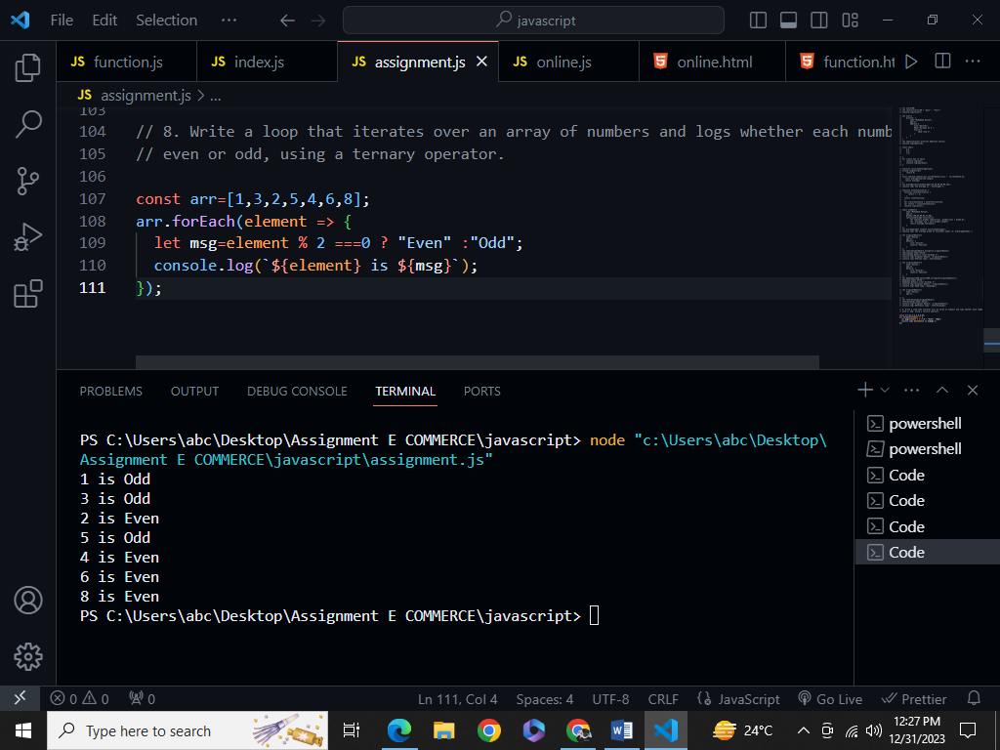 File Edit Selection ··· javascript
JS function.js JS index.js JS assignment.js JS online.js online.html function.ht
JS assignment.js > ...
103
104 // 8. Write a loop that iterates over an array of numbers and logs whether each numb
105 // even or odd, using a ternary operator.
106
107 const arr=[1,3,2,5,4,6,8];
108 arr.forEach(element => {
109 let msg=element % 2 ===0 ? "Even" :"Odd";
110 console.log(`${element} is ${msg}`);
111 });
PROBLEMS OUTPUT DEBUG CONSOLE TERMINAL PORTS
PS C:\Users\abc\Desktop\Assignment E COMMERCE\javascript> node "c:\Users\abc\Desktop\
Assignment E COMMERCE\javascript\assignment.js"
1 is Odd
3 is Odd
2 is Even
5 is Odd
4 is Even
6 is Even
8 is Even
PS C:\Users\abc\Desktop\Assignment E COMMERCE\javascript>
powershell
powershell
Code
Code
Code
Code
0 0 0 Ln 111, Col 4 Spaces: 4 UTF-8 CRLF {} JavaScript Go Live Prettier
Type here to search 24°C 12:27 PM
12/31/2023